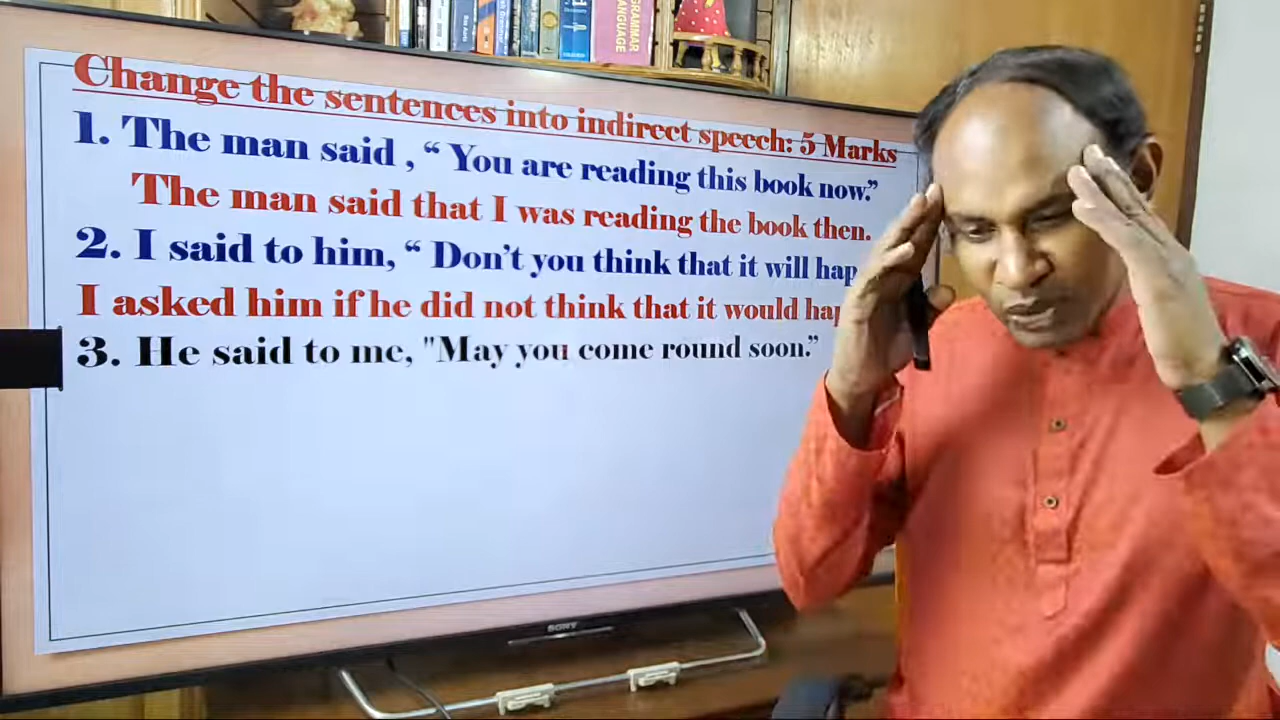 GRAMMAR
LANGUAGE
Change the sentences into indirect speech: 5 Marks
1. The man said , “ You are reading this book now.”
The man said that I was reading the book then.
2. I said to him, “ Don’t you think that it will hap
I asked him if he did not think that it would hap
3. He said to me, "May you come round soon.”
SONY